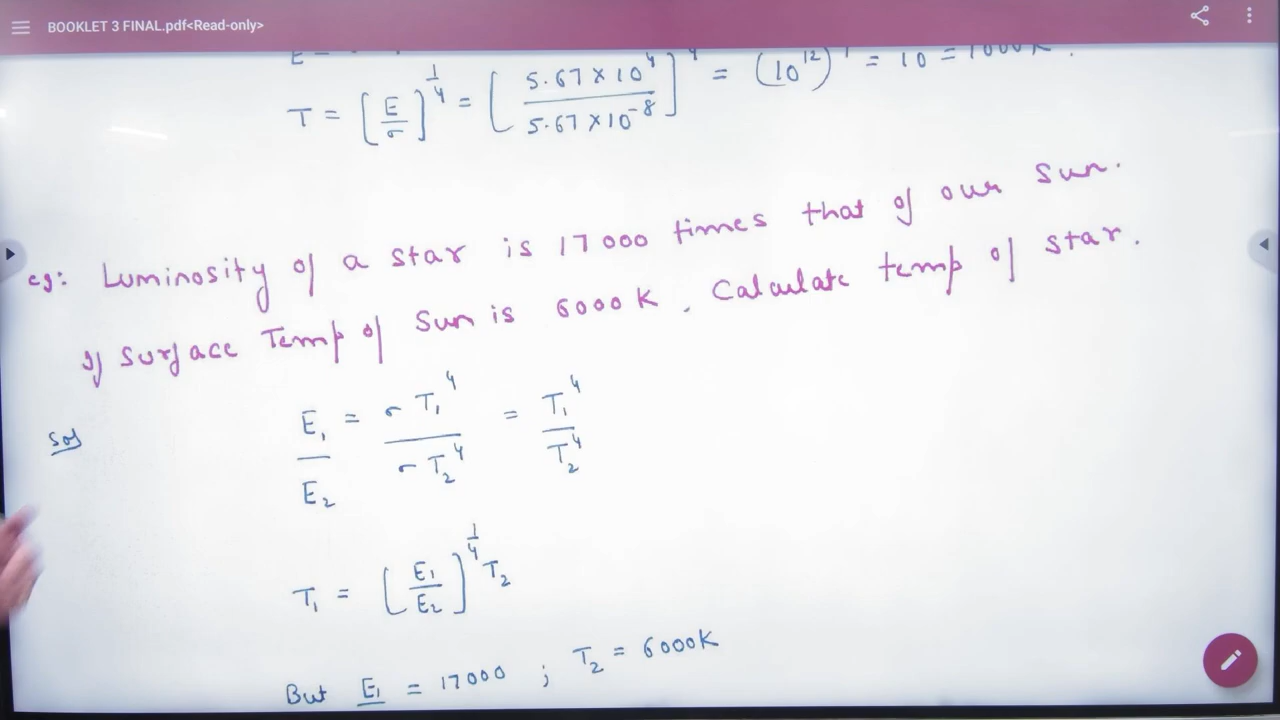 BOOKLET 3 FINAL.pdf<Read-only>
T = [E/σ]^1/4 = [5.67 × 10^4 / 5.67 × 10^-8]^1/4 = (10^12)^1 = 10 = 1000K.
eg: Luminosity of a star is 17000 times that of our sun.
If Surface Temp of Sun is 6000 K. Calculate temp of star.
Sol E₁/E₂ = σT₁^4/σT₂^4 = T₁^4/T₂^4
T₁ = [E₁/E₂]^1/4 T₂
But E₁ = 17000 ; T₂ = 6000K